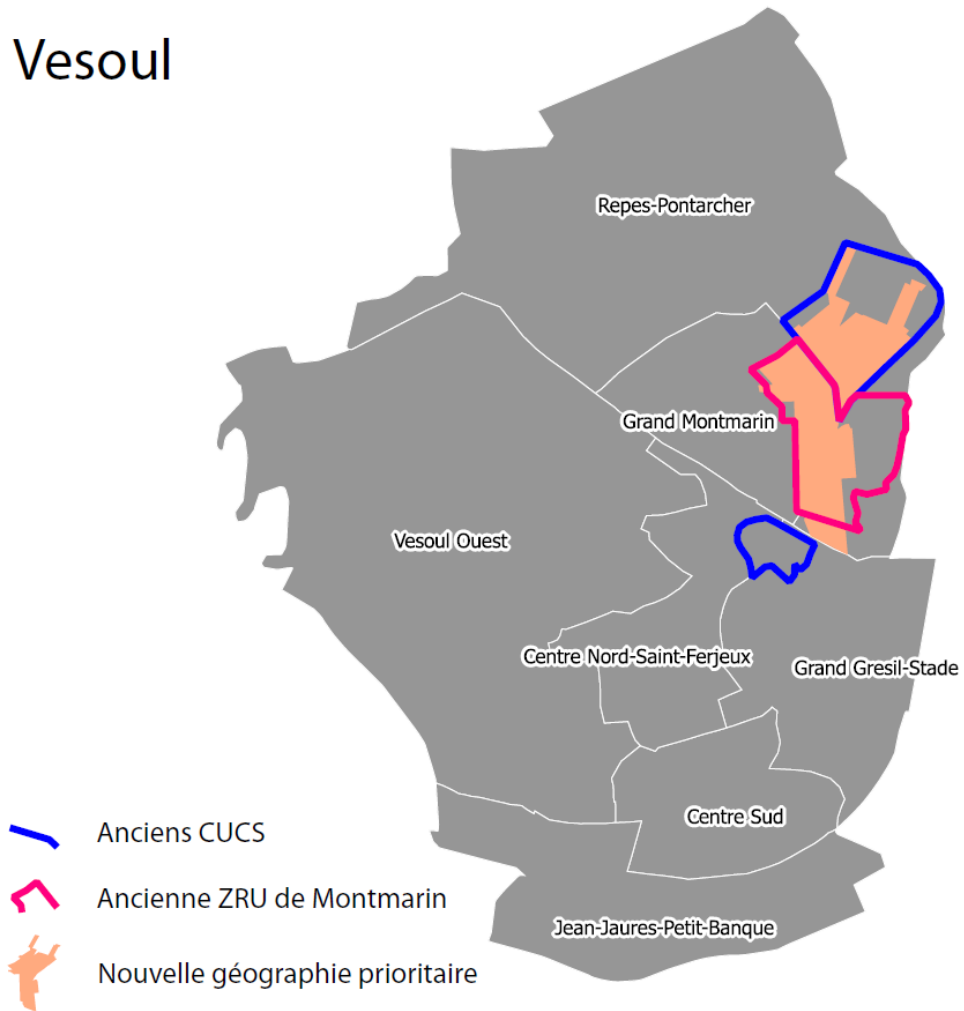 Vesoul
Repes-Pontarcher
Grand Montmarin
Vesoul Ouest
Centre Nord-Saint-Ferjeux
Grand Gresil-Stade
Centre Sud
Jean-Jaures-Petit-Banque
Anciens CUCS
Ancienne ZRU de Montmarin
Nouvelle géographie prioritaire